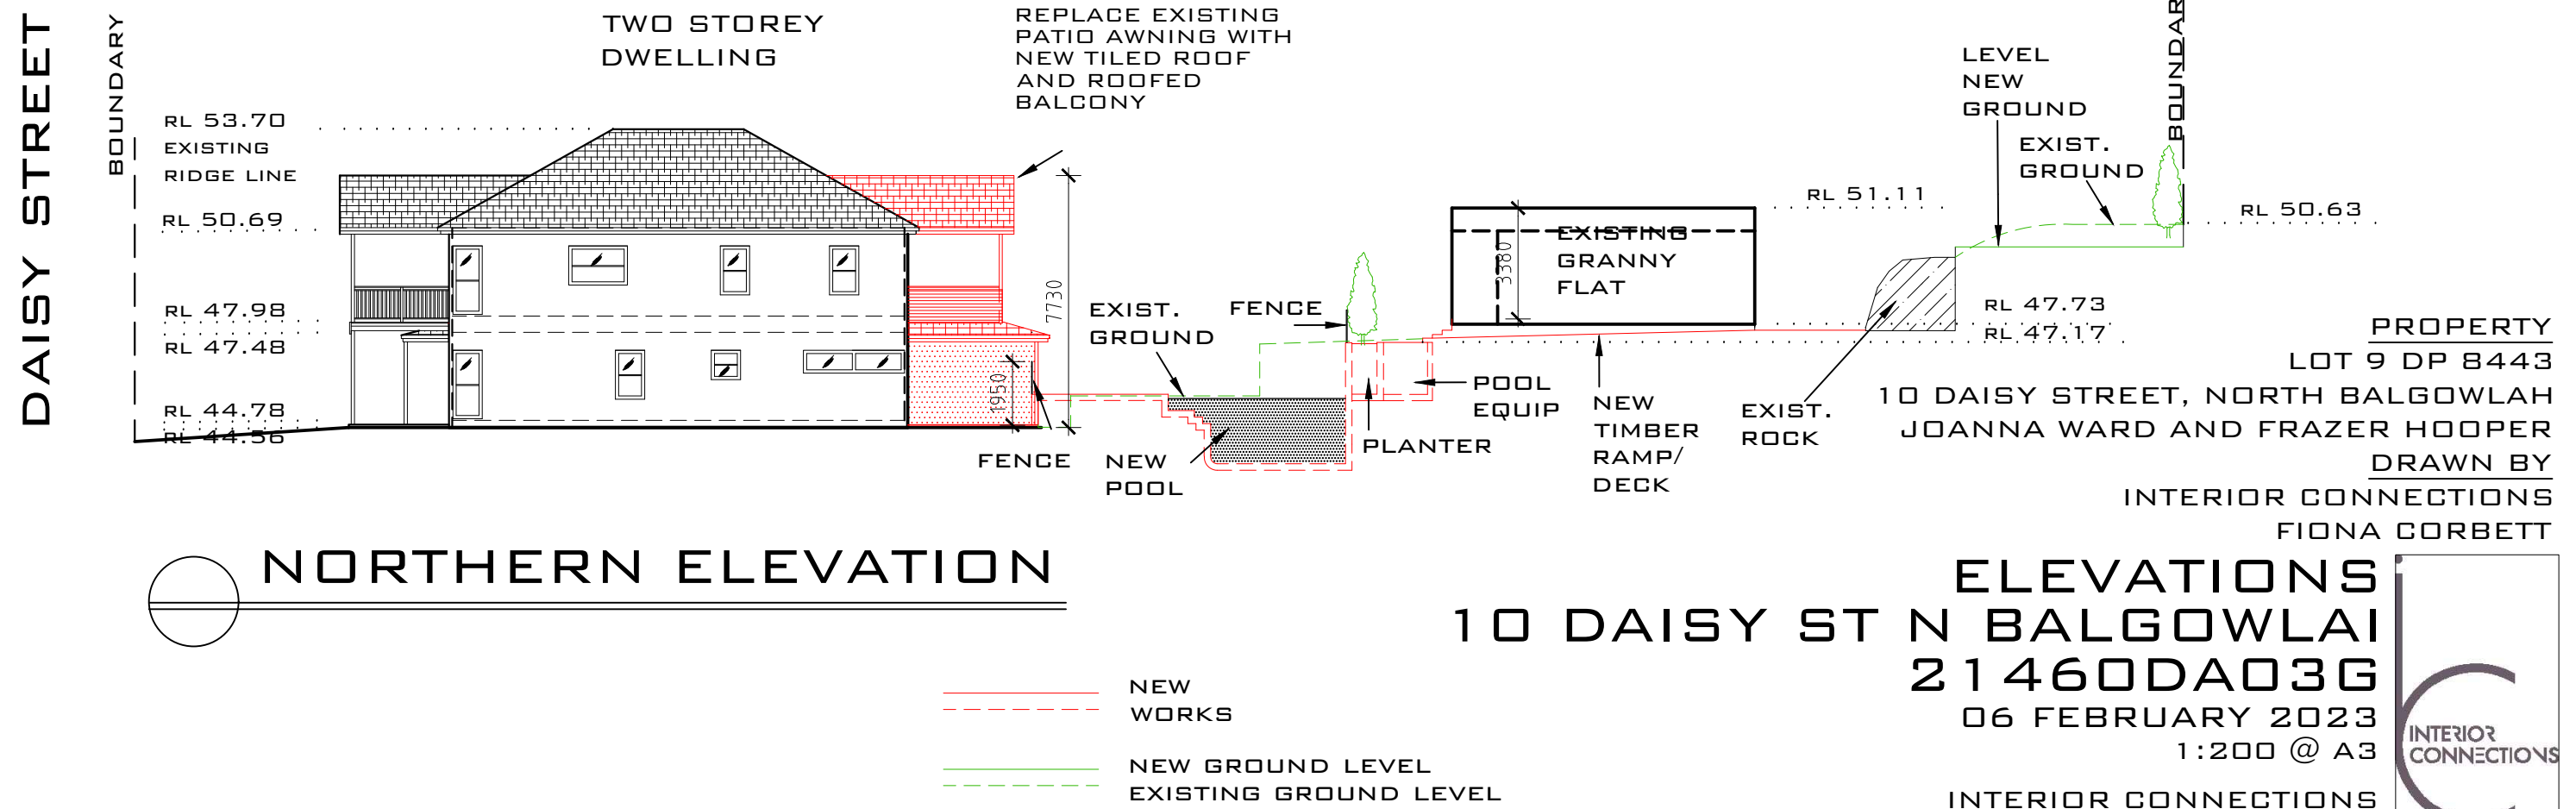 DAISY STREET
BOUNDARY
TWO STOREY
DWELLING
REPLACE EXISTING
PATIO AWNING WITH
NEW TILED ROOF
AND ROOFED
BALCONY
RL 53.70
EXISTING
RIDGE LINE
RL 50.69
RL 47.98
RL 47.48
RL 44.78
RL 44.56
7730
1950
EXIST.
GROUND
FENCE
FENCE
NEW
POOL
PLANTER
POOL
EQUIP
3380
EXISTING
GRANNY
FLAT
NEW
TIMBER
RAMP/
DECK
EXIST.
ROCK
RL 51.11
LEVEL
NEW
GROUND
EXIST.
GROUND
BOUNDAR
RL 50.63
RL 47.73
RL 47.17
PROPERTY
LOT 9 DP 8443
10 DAISY STREET, NORTH BALGOWLAH
JOANNA WARD AND FRAZER HOOPER
DRAWN BY
INTERIOR CONNECTIONS
FIONA CORBETT
NORTHERN ELEVATION
NEW
WORKS
NEW GROUND LEVEL
EXISTING GROUND LEVEL
ELEVATIONS
10 DAISY ST N BALGOWLAI
21460DA03G
06 FEBRUARY 2023
1:200 @ A3
INTERIOR CONNECTIONS
INTERIOR
CONNECTIONS